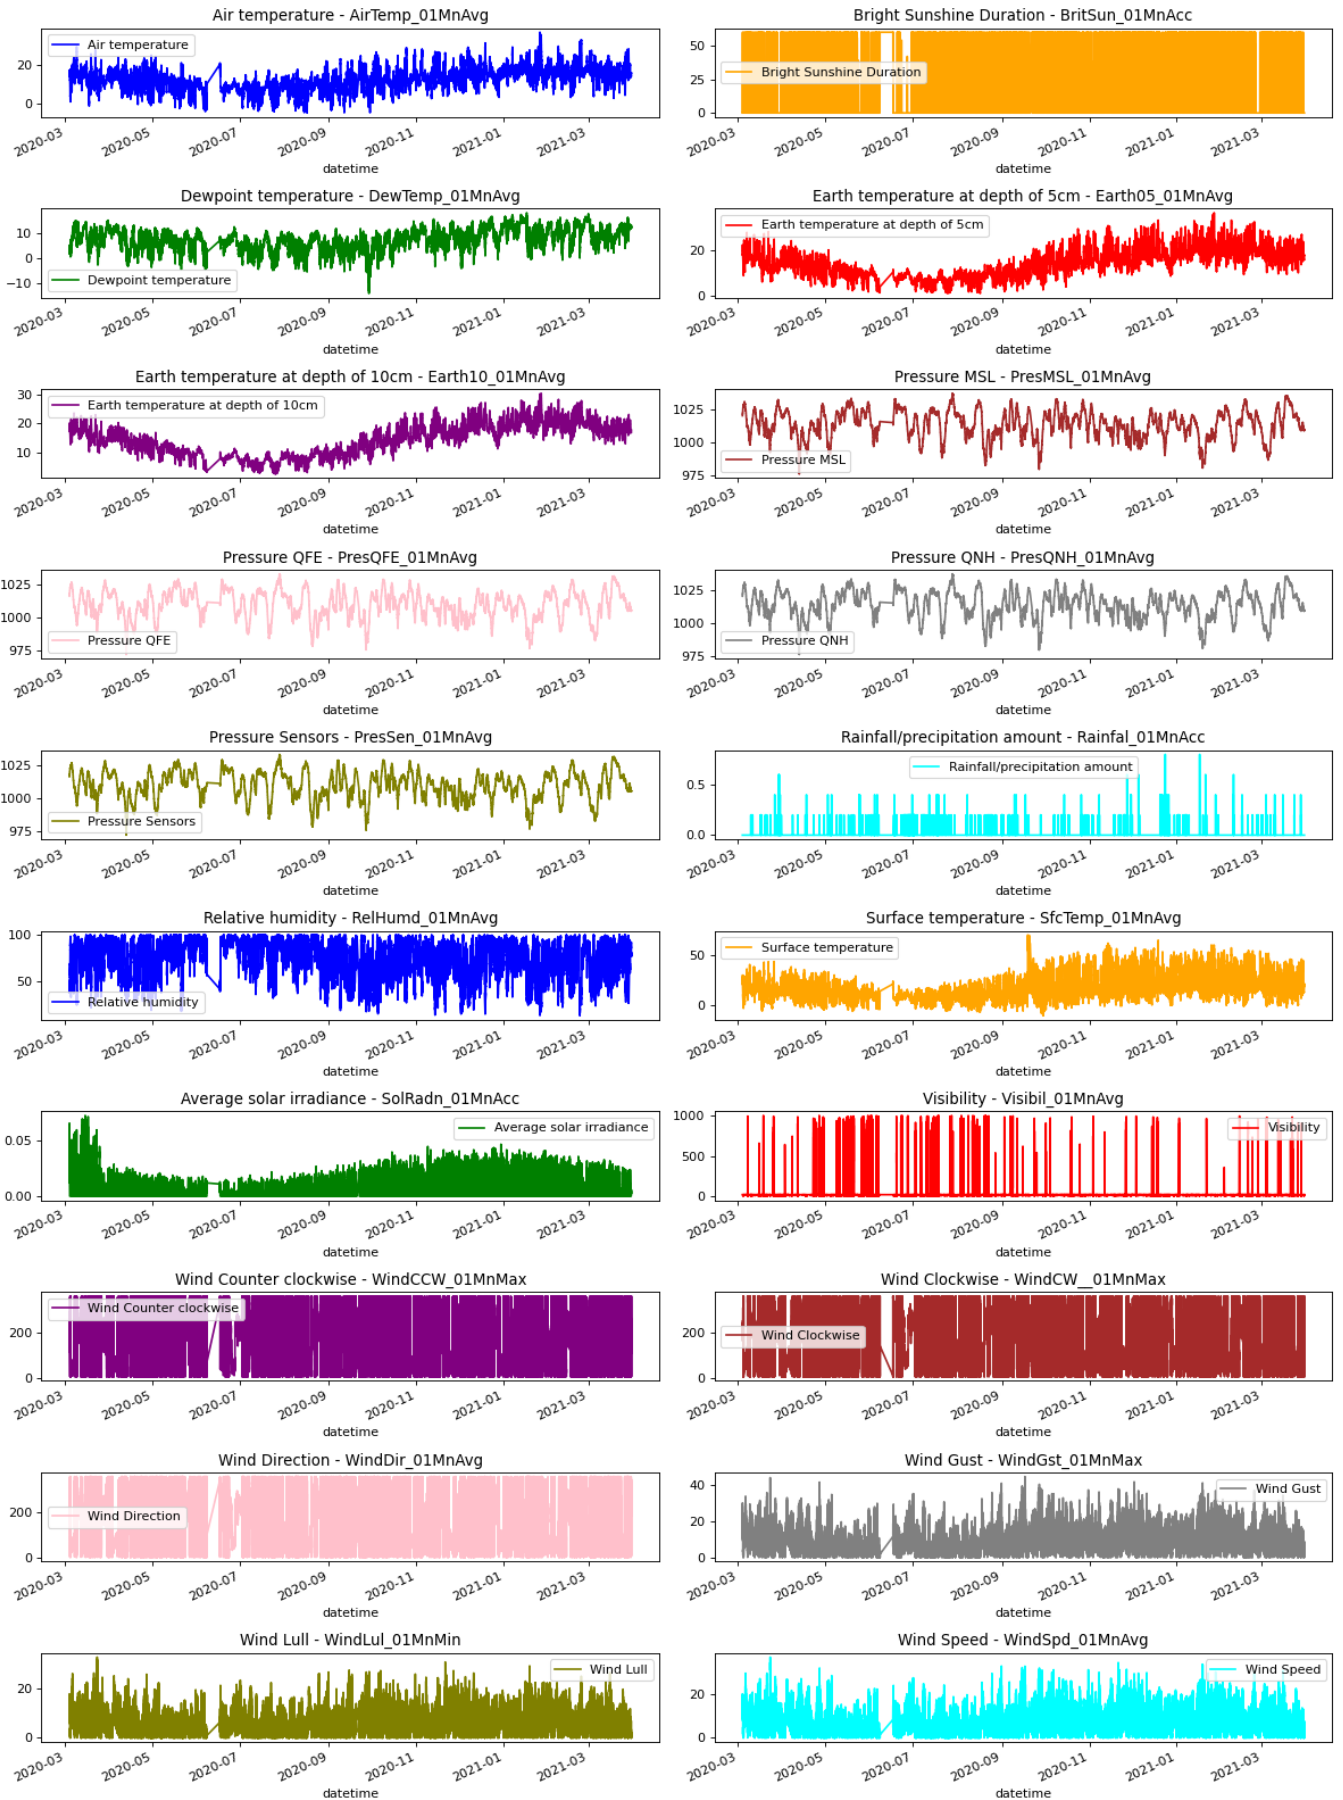 Air temperature - AirTemp_01MnAvg
Air temperature
20
0
2020-03 2020-05 2020-07 2020-09 2020-11 2021-01 2021-03
datetime
Bright Sunshine Duration - BritSun_01MnAcc
50
Bright Sunshine Duration
25
0
2020-03 2020-05 2020-07 2020-09 2020-11 2021-01 2021-03
datetime
Dewpoint temperature - DewTemp_01MnAvg
10
0
Dewpoint temperature
−10
2020-03 2020-05 2020-07 2020-09 2020-11 2021-01 2021-03
datetime
Earth temperature at depth of 5cm - Earth05_01MnAvg
Earth temperature at depth of 5cm
20
0
2020-03 2020-05 2020-07 2020-09 2020-11 2021-01 2021-03
datetime
Earth temperature at depth of 10cm - Earth10_01MnAvg
30
Earth temperature at depth of 10cm
20
10
2020-03 2020-05 2020-07 2020-09 2020-11 2021-01 2021-03
datetime
Pressure MSL - PresMSL_01MnAvg
1025
1000
Pressure MSL
975
2020-03 2020-05 2020-07 2020-09 2020-11 2021-01 2021-03
datetime
Pressure QFE - PresQFE_01MnAvg
1025
1000
Pressure QFE
975
2020-03 2020-05 2020-07 2020-09 2020-11 2021-01 2021-03
datetime
Pressure QNH - PresQNH_01MnAvg
1025
1000
Pressure QNH
975
2020-03 2020-05 2020-07 2020-09 2020-11 2021-01 2021-03
datetime
Pressure Sensors - PresSen_01MnAvg
1025
1000
Pressure Sensors
975
2020-03 2020-05 2020-07 2020-09 2020-11 2021-01 2021-03
datetime
Rainfall/precipitation amount - Rainfal_01MnAcc
Rainfall/precipitation amount
0.5
0.0
2020-03 2020-05 2020-07 2020-09 2020-11 2021-01 2021-03
datetime
Relative humidity - RelHumd_01MnAvg
100
50
Relative humidity
2020-03 2020-05 2020-07 2020-09 2020-11 2021-01 2021-03
datetime
Surface temperature - SfcTemp_01MnAvg
Surface temperature
50
0
2020-03 2020-05 2020-07 2020-09 2020-11 2021-01 2021-03
datetime
Average solar irradiance - SolRadn_01MnAcc
Average solar irradiance
0.05
0.00
2020-03 2020-05 2020-07 2020-09 2020-11 2021-01 2021-03
datetime
Visibility - Visibil_01MnAvg
1000
Visibility
500
0
2020-03 2020-05 2020-07 2020-09 2020-11 2021-01 2021-03
datetime
Wind Counter clockwise - WindCCW_01MnMax
Wind Counter clockwise
200
0
2020-03 2020-05 2020-07 2020-09 2020-11 2021-01 2021-03
datetime
Wind Clockwise - WindCW__01MnMax
200
Wind Clockwise
0
2020-03 2020-05 2020-07 2020-09 2020-11 2021-01 2021-03
datetime
Wind Direction - WindDir_01MnAvg
200
Wind Direction
0
2020-03 2020-05 2020-07 2020-09 2020-11 2021-01 2021-03
datetime
Wind Gust - WindGst_01MnMax
40
Wind Gust
20
0
2020-03 2020-05 2020-07 2020-09 2020-11 2021-01 2021-03
datetime
Wind Lull - WindLul_01MnMin
Wind Lull
20
0
2020-03 2020-05 2020-07 2020-09 2020-11 2021-01 2021-03
datetime
Wind Speed - WindSpd_01MnAvg
Wind Speed
20
0
2020-03 2020-05 2020-07 2020-09 2020-11 2021-01 2021-03
datetime